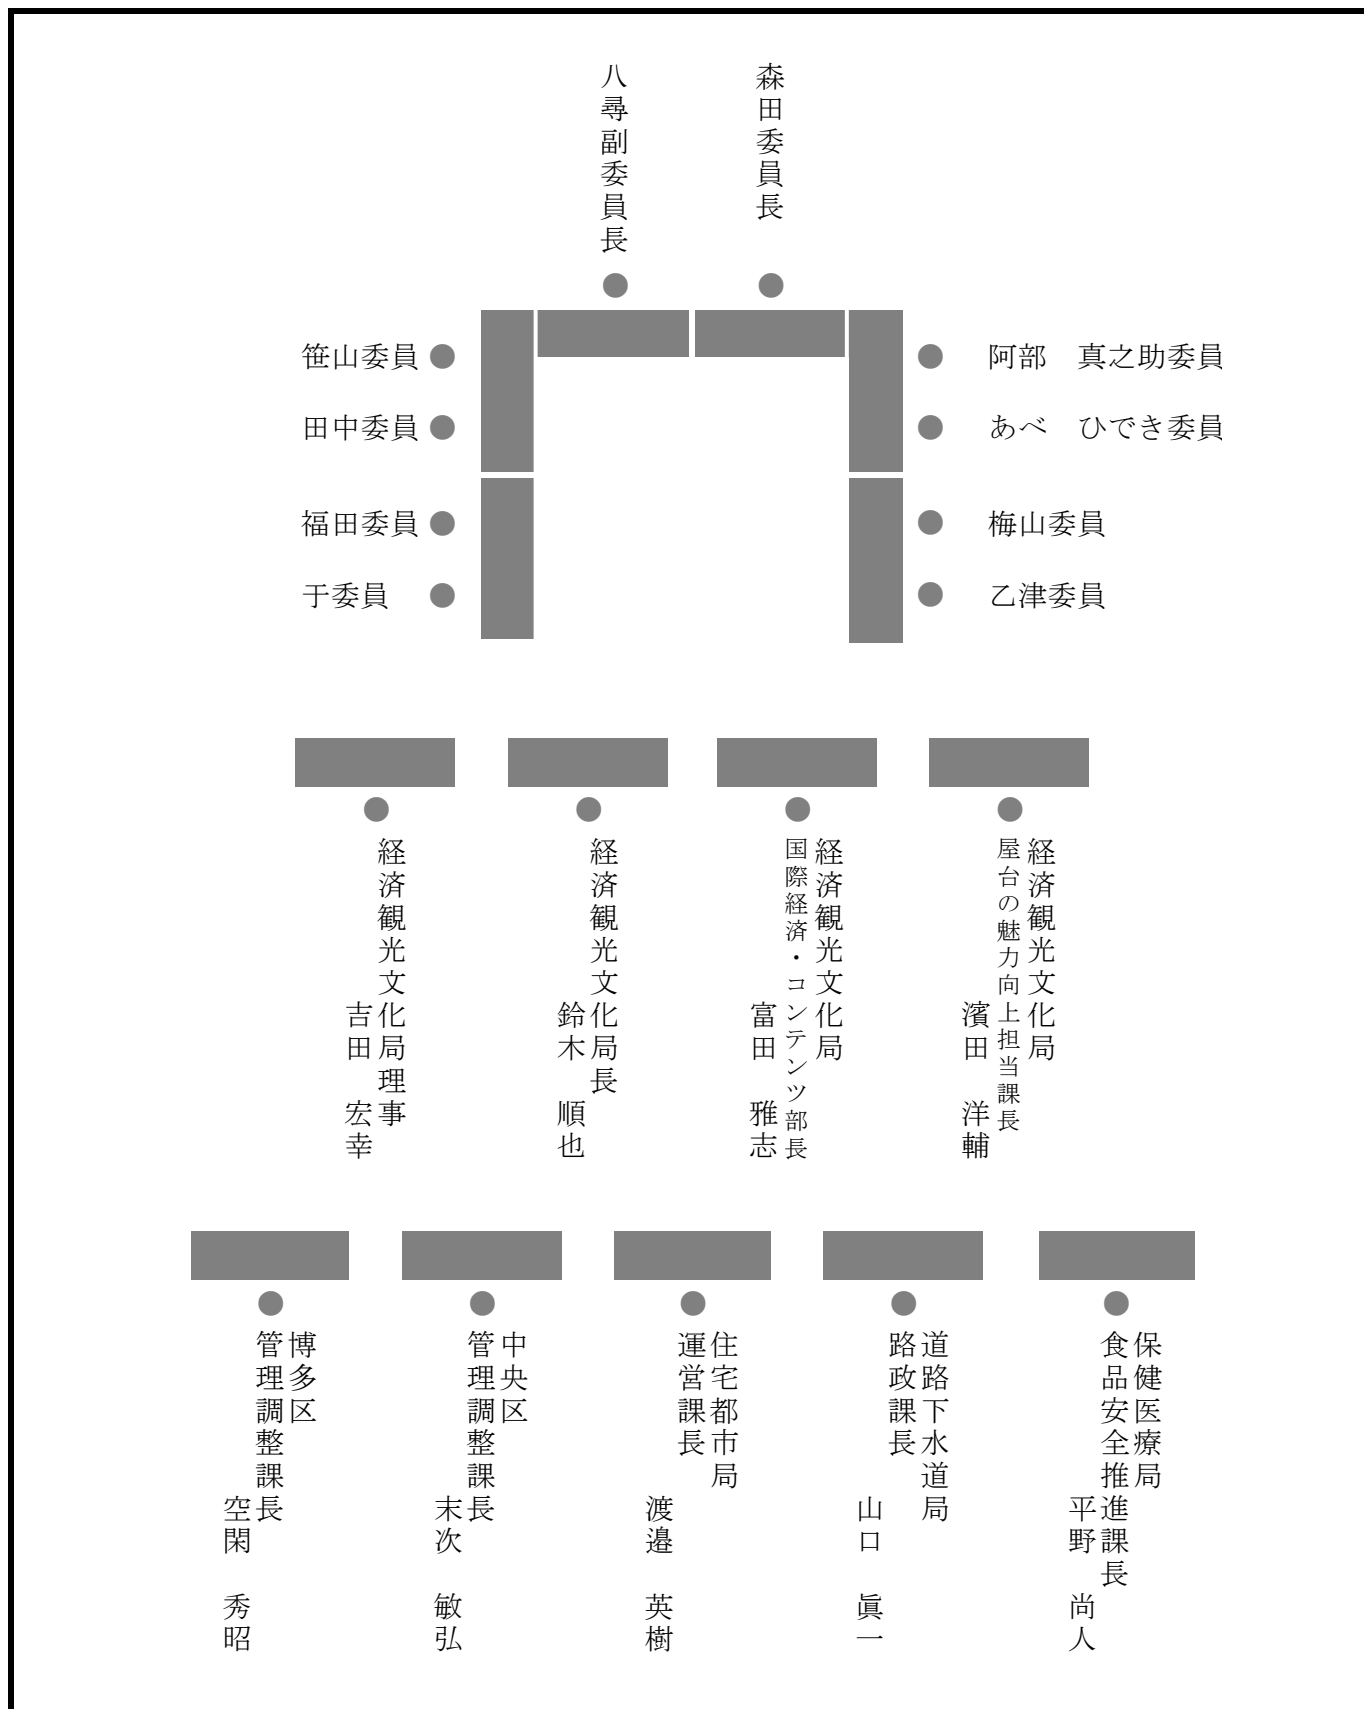 森田委員長
八尋副委員長
笹山委員
田中委員
福田委員
于委員
阿部　真之助委員
あべ　ひでき委員
梅山委員
乙津委員
経済観光文化局
屋台の魅力向上担当課長
濱田　洋輔
経済観光文化局
国際経済・コンテンツ部長
富田　雅志
経済観光文化局長
鈴木　順也
経済観光文化局理事
吉田　宏幸
保健医療局
食品安全推進課長
平野　尚人
道路下水道局
路政課長
山口　眞一
住宅都市局
運営課長
渡邉　英樹
中央区
管理調整課長
末次　敏弘
博多区
管理調整課長
空閑　秀昭